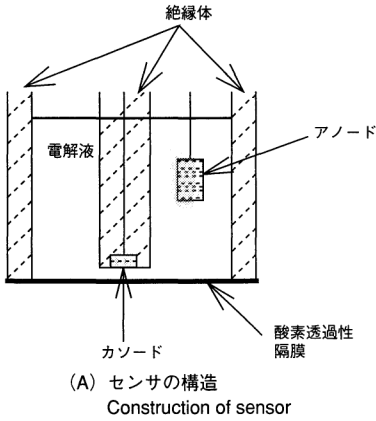 絶縁体
アノード
電解液
カソード
酸素透過性
隔膜
(A) センサの構造
Construction of sensor